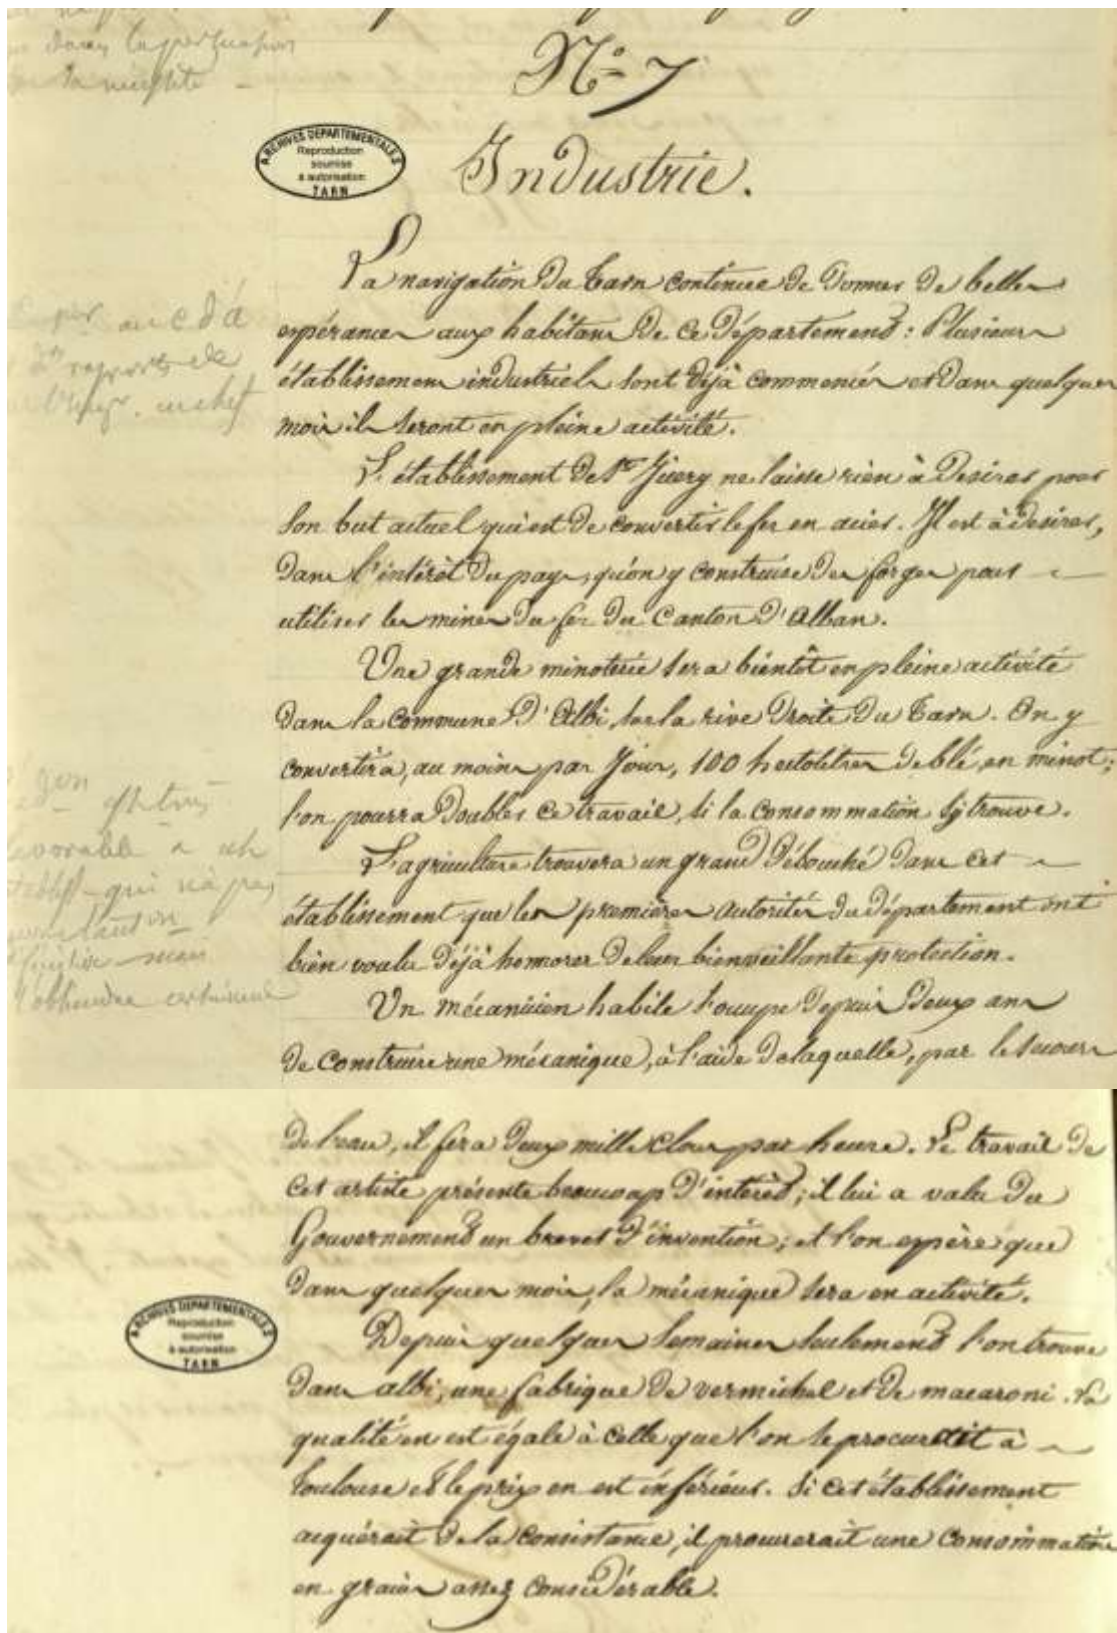 dans la persuasion
N.o 7
ARCHIVES DEPARTEMENTALES
Reproduction
soumise
à autorisation
TARN
Industrie.
La navigation du Tarn continue de donner de belles
espérances aux habitans de ce département : Plusieurs
établissemens industriels sont déjà commencés et dans quelques
mois ils seront en pleine activité.
L'établissement de St Juery ne laisse rien à desirer pour
son but actuel qui est de convertir le fer en acier. Il est à desirer,
dans l'intérêt du pays, qu'on y construise des forges pour
utiliser les mines du fer du Canton d'Alban.
Une grande minoterie sera bientôt en pleine activité
dans la commune d'Albi, sur la rive droite du Tarn. On y
convertira, au moins par Jour, 100 hectolitres de blé, en minot ;
l'on pourra doubler ce travail, si la consommation s'y trouve.
L'agriculture trouvera un grand débouché dans cet
établissement que les premières autorités du département ont
bien voulu déjà honorer de leur bienveillante protection.
Un mécanicien habile s'occupe depuis deux ans
de construire une mécanique, à l'aide de laquelle, par le secours
de l'eau, il fera deux mille clous par heure. Le travail de
cet artiste présente beaucoup d'intérêt ; il lui a valu du
Gouvernement un brevet d'invention ; et l'on espère que
dans quelques mois, la mécanique sera en activité.
ARCHIVES DEPARTEMENTALES
Reproduction
soumise
à autorisation
TARN
Depuis quelques semaines seulement l'on trouve
dans albi, une fabrique de vermichel et de macaroni. La
qualité en est égale à celle que l'on se procurait à
Toulouse et le prix en est inférieur. Si cet établissement
acquérait de la consistance, il procurerait une consommation
en grains assez considérable.